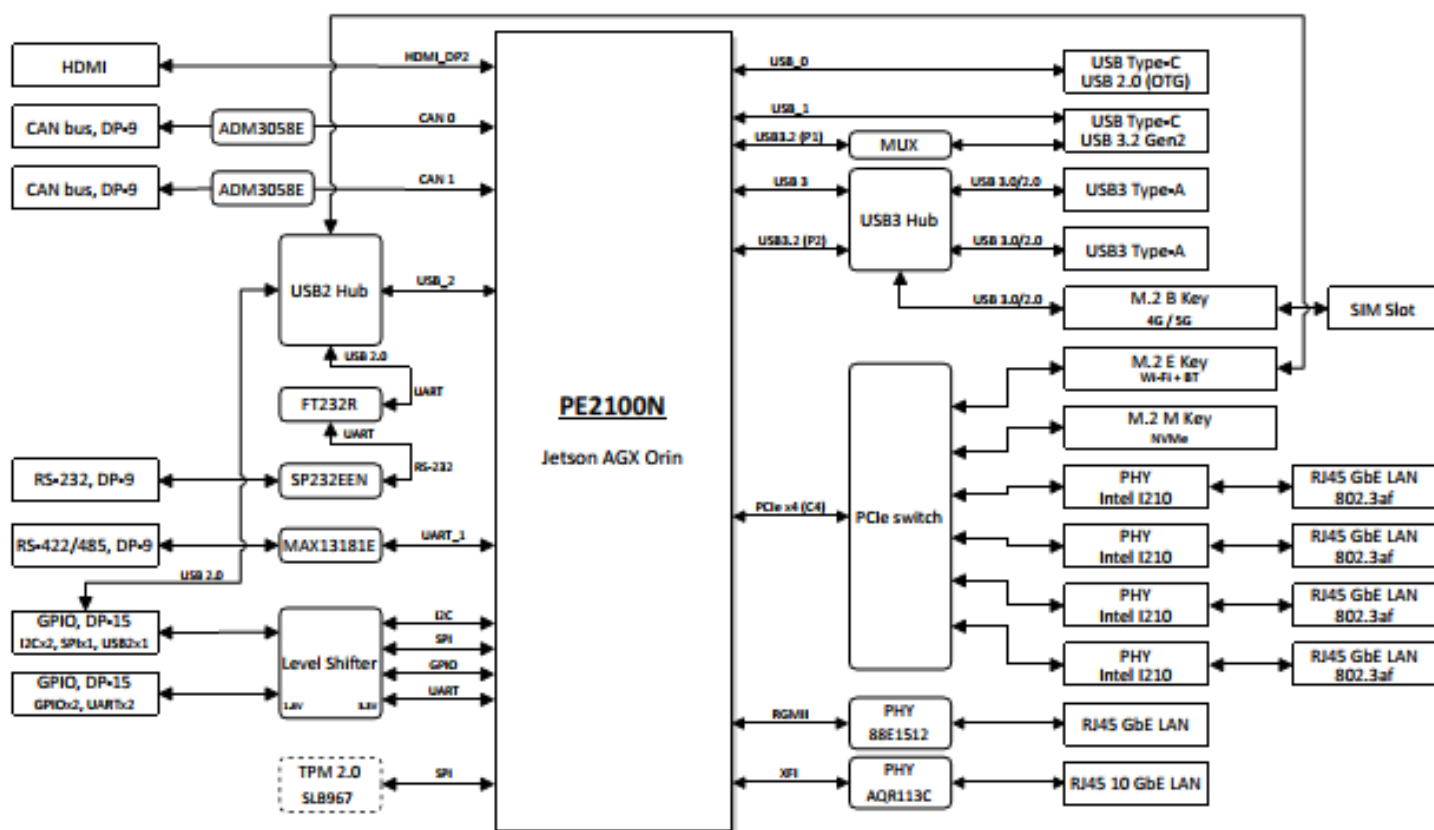 HDMI
HDMI_DP2
CAN bus, DP-9
ADM3058E
CAN 0
CAN bus, DP-9
ADM3058E
CAN 1
USB2 Hub
USB_2
USB 2.0
UART
FT232R
UART
RS-232
RS-232, DP-9
SP232EEN
RS-422/485, DP-9
MAX13181E
UART_1
USB 2.0
GPIO, DP-15
I2Cx2, SPIx1, USB2x1
GPIO, DP-15
GPIOx2, UARTx2
Level Shifter
1.8V
3.3V
I2C
SPI
GPIO
UART
TPM 2.0
SLB967
SPI
PE2100N
Jetson AGX Orin
USB_0
USB Type-C
USB 2.0 (OTG)
USB_1
USB Type-C
USB 3.2 Gen2
USB3.2 (P1)
MUX
USB 3
USB3.2 (P2)
USB3 Hub
USB 3.0/2.0
USB3 Type-A
USB 3.0/2.0
USB3 Type-A
USB 3.0/2.0
M.2 B Key
4G / 5G
SIM Slot
M.2 E Key
Wi-Fi + BT
M.2 M Key
NVMe
PCIe x4 (C4)
PCIe switch
PHY
Intel I210
RJ45 GbE LAN
802.3af
PHY
Intel I210
RJ45 GbE LAN
802.3af
PHY
Intel I210
RJ45 GbE LAN
802.3af
PHY
Intel I210
RJ45 GbE LAN
802.3af
RGMII
PHY
88E1512
RJ45 GbE LAN
XFI
PHY
AQR113C
RJ45 10 GbE LAN